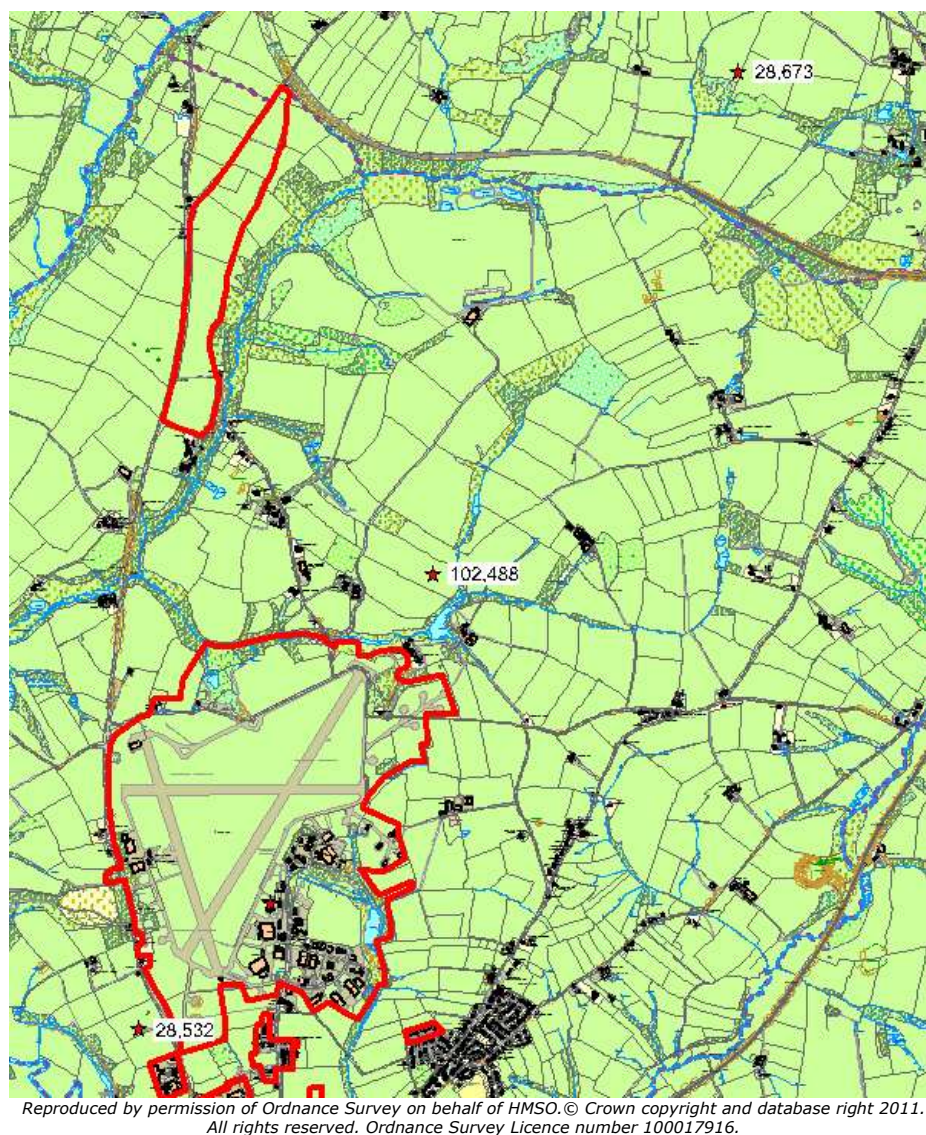 28,673
102,488
28,532
Reproduced by permission of Ordnance Survey on behalf of HMSO.© Crown copyright and database right 2011.
All rights reserved. Ordnance Survey Licence number 100017916.